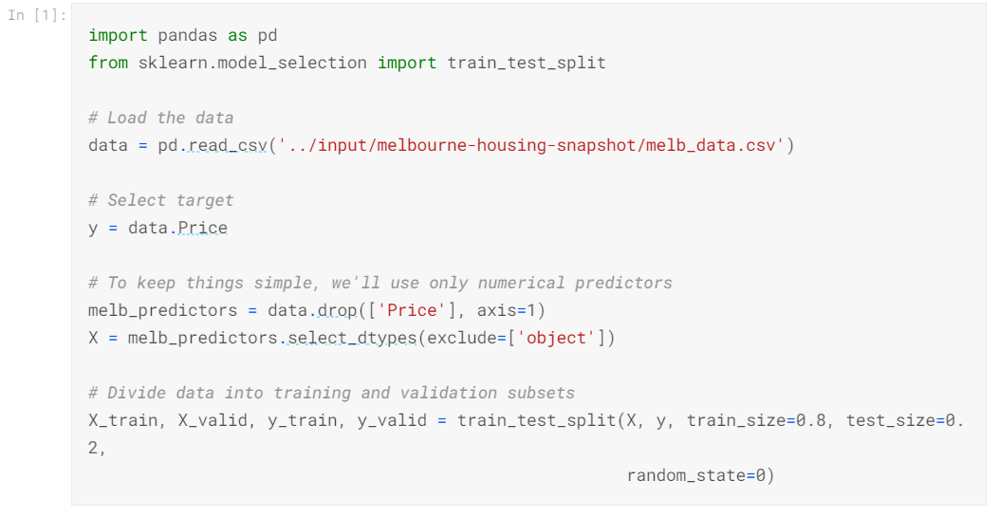 In [1]:
import pandas as pd
from sklearn.model_selection import train_test_split
# Load the data
data = pd.read_csv('../input/melbourne-housing-snapshot/melb_data.csv')
# Select target
y = data.Price
# To keep things simple, we'll use only numerical predictors
melb_predictors = data.drop(['Price'], axis=1)
X = melb_predictors.select_dtypes(exclude=['object'])
# Divide data into training and validation subsets
X_train, X_valid, y_train, y_valid = train_test_split(X, y, train_size=0.8, test_size=0.
2,
random_state=0)